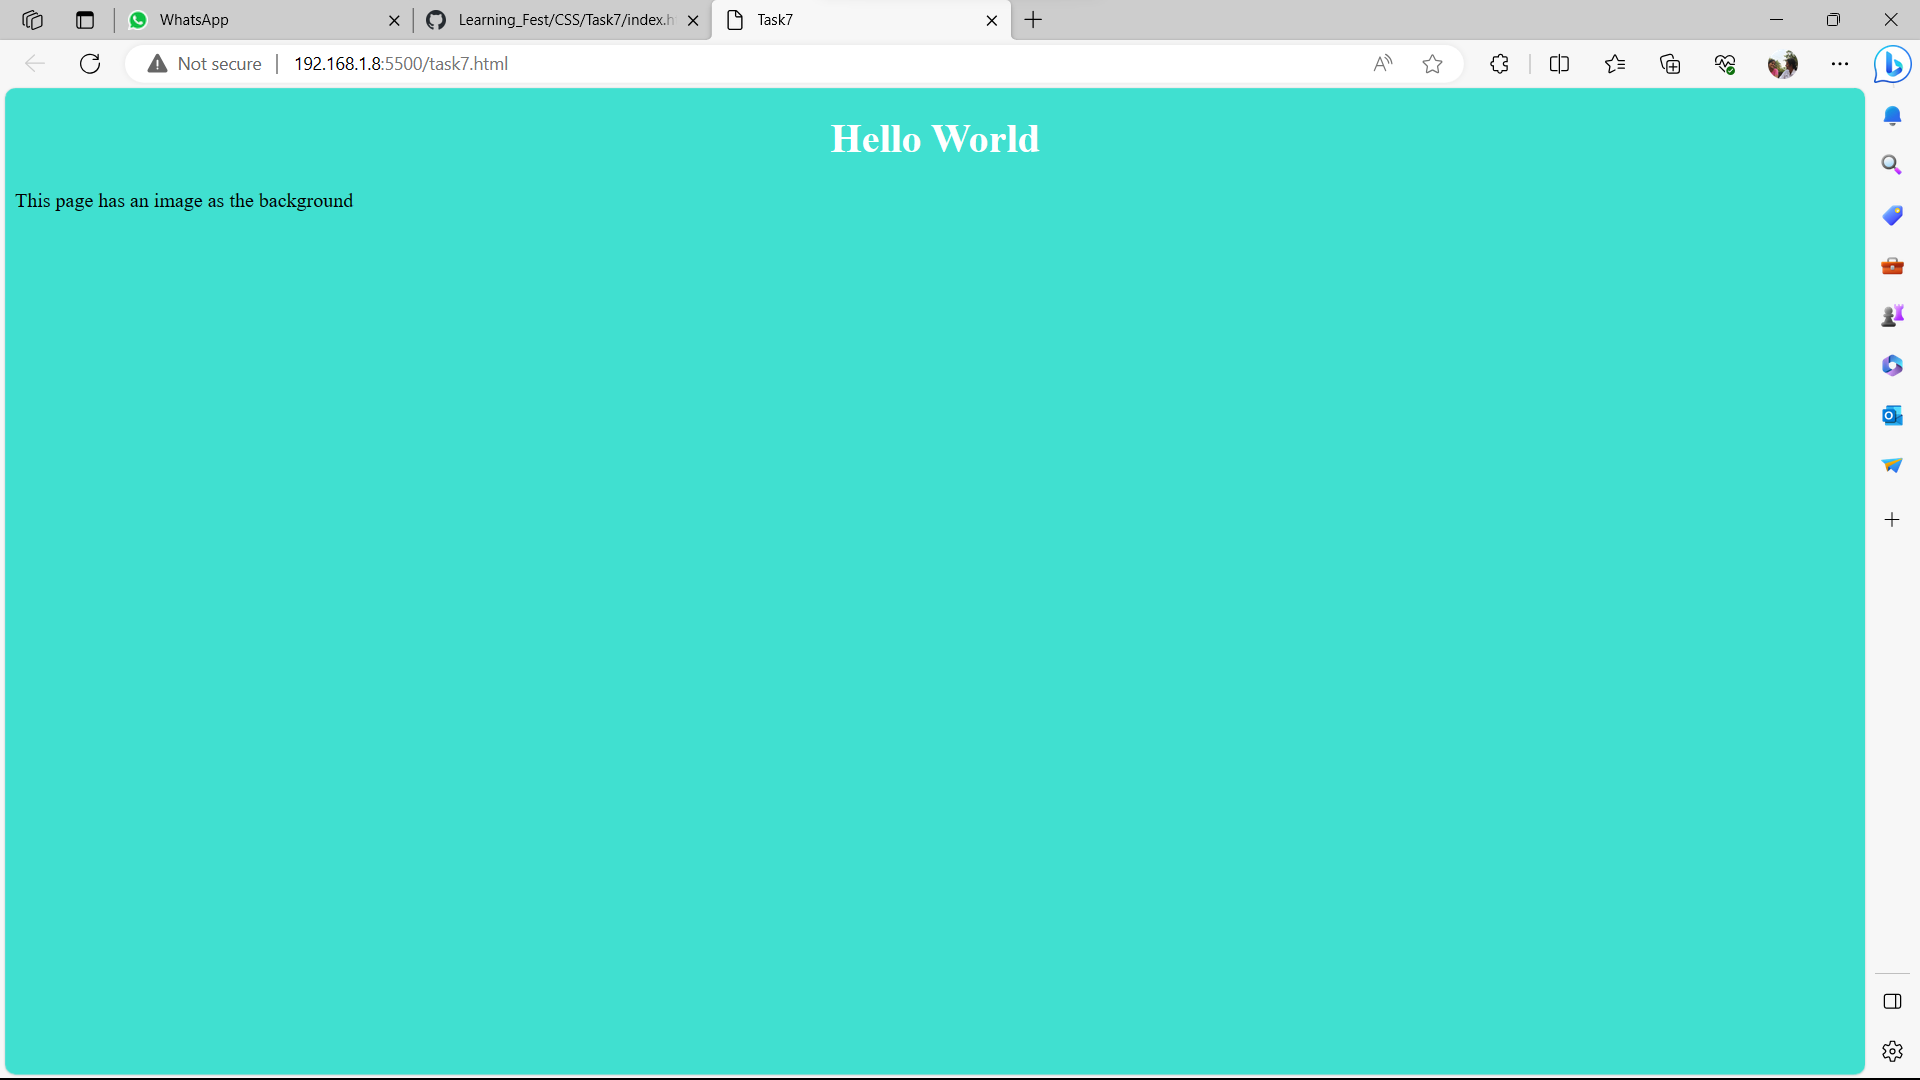 WhatsApp
Learning_Fest/CSS/Task7/index.h
Task7
Not secure
192.168.1.8:5500/task7.html
Hello World
This page has an image as the background